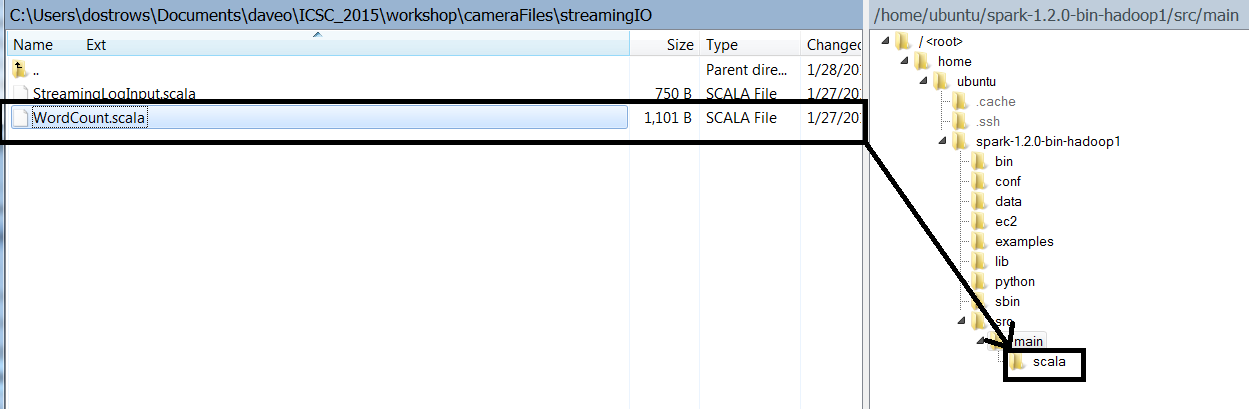 C:\Users\dostrows\Documents\daveo\ICSC_2015\workshop\cameraFiles\streamingIO
Name Ext Size Type Changed
.. Parent dire... 1/28/20
StreamingLogInput.scala 750 B SCALA File 1/27/20
WordCount.scala 1,101 B SCALA File 1/27/20
/home/ubuntu/spark-1.2.0-bin-hadoop1/src/main
/ <root>
home
ubuntu
.cache
.ssh
spark-1.2.0-bin-hadoop1
bin
conf
data
ec2
examples
lib
python
sbin
src
main
scala